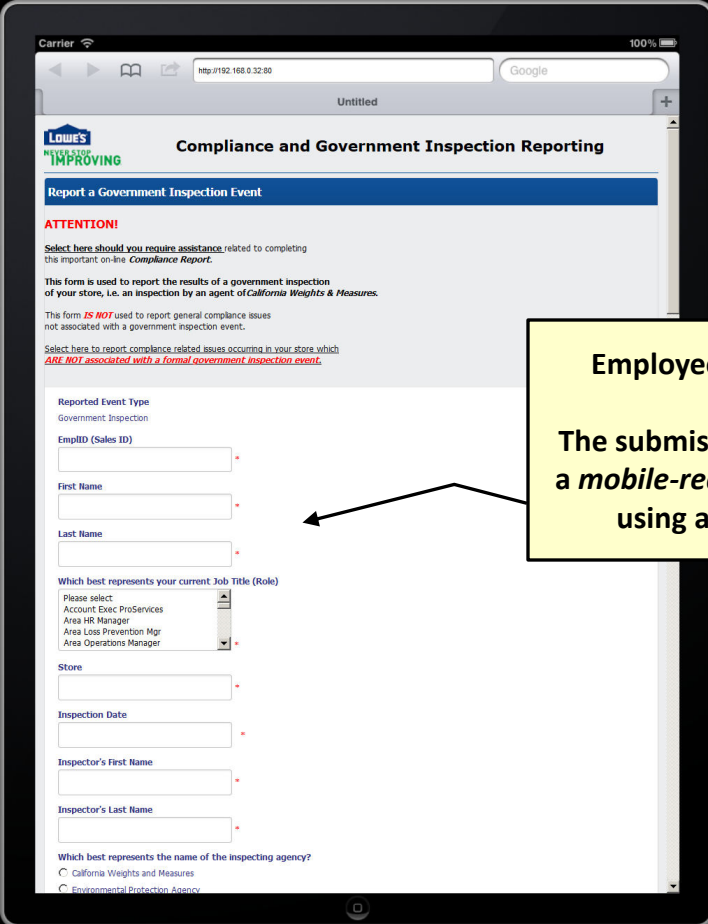 Carrier 100%
http://192.168.0.32:80 Google
Untitled +
LOWE'S
NEVER STOP
IMPROVING
Compliance and Government Inspection Reporting
Report a Government Inspection Event
ATTENTION!
Select here should you require assistance related to completing
this important on-line Compliance Report.
This form is used to report the results of a government inspection
of your store, i.e. an inspection by an agent of California Weights & Measures.
This form IS NOT used to report general compliance issues
not associated with a government inspection event.
Select here to report compliance related issues occurring in your store which
ARE NOT associated with a formal government inspection event.
Reported Event Type
Government Inspection
EmplID (Sales ID)
*
First Name
*
Last Name
*
Which best represents your current Job Title (Role)
Please select
Account Exec ProServices
Area HR Manager
Area Loss Prevention Mgr
Area Operations Manager
*
Store
*
Inspection Date
*
Inspector's First Name
*
Inspector's Last Name
*
Which best represents the name of the inspecting agency?
California Weights and Measures
Environmental Protection Agency
Employe
The submis
a mobile-re
using a